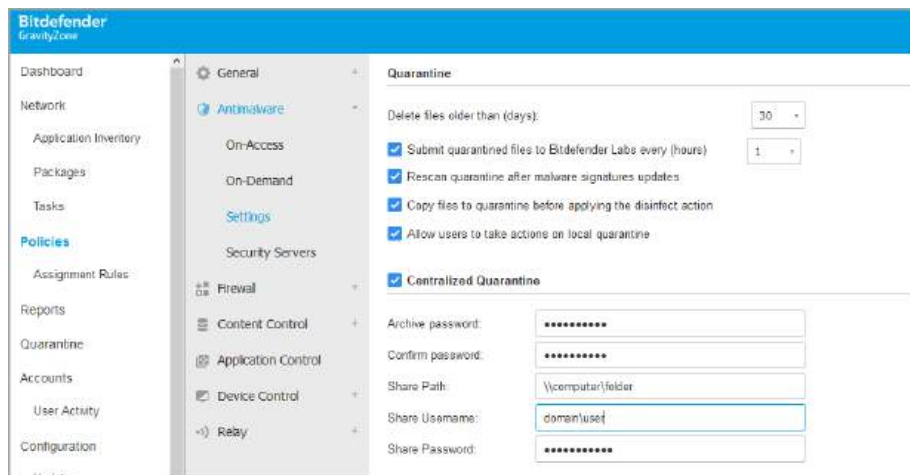 Bitdefender
GravityZone
Dashboard
Network
Application Inventory
Packages
Tasks
Policies
Assignment Rules
Reports
Quarantine
Accounts
User Activity
Configuration
General +
Antimalware -
On-Access
On-Demand
Settings
Security Servers
Firewall +
Content Control +
Application Control
Device Control +
Relay +
Quarantine
Delete files older than (days): 30
Submit quarantined files to Bitdefender Labs every (hours) 1
Rescan quarantine after malware signatures updates
Copy files to quarantine before applying the disinfect action
Allow users to take actions on local quarantine
Centralized Quarantine
Archive password: ••••••••••
Confirm password: ••••••••••
Share Path: \\computer\folder
Share Username: domain\user
Share Password: •••••••••••